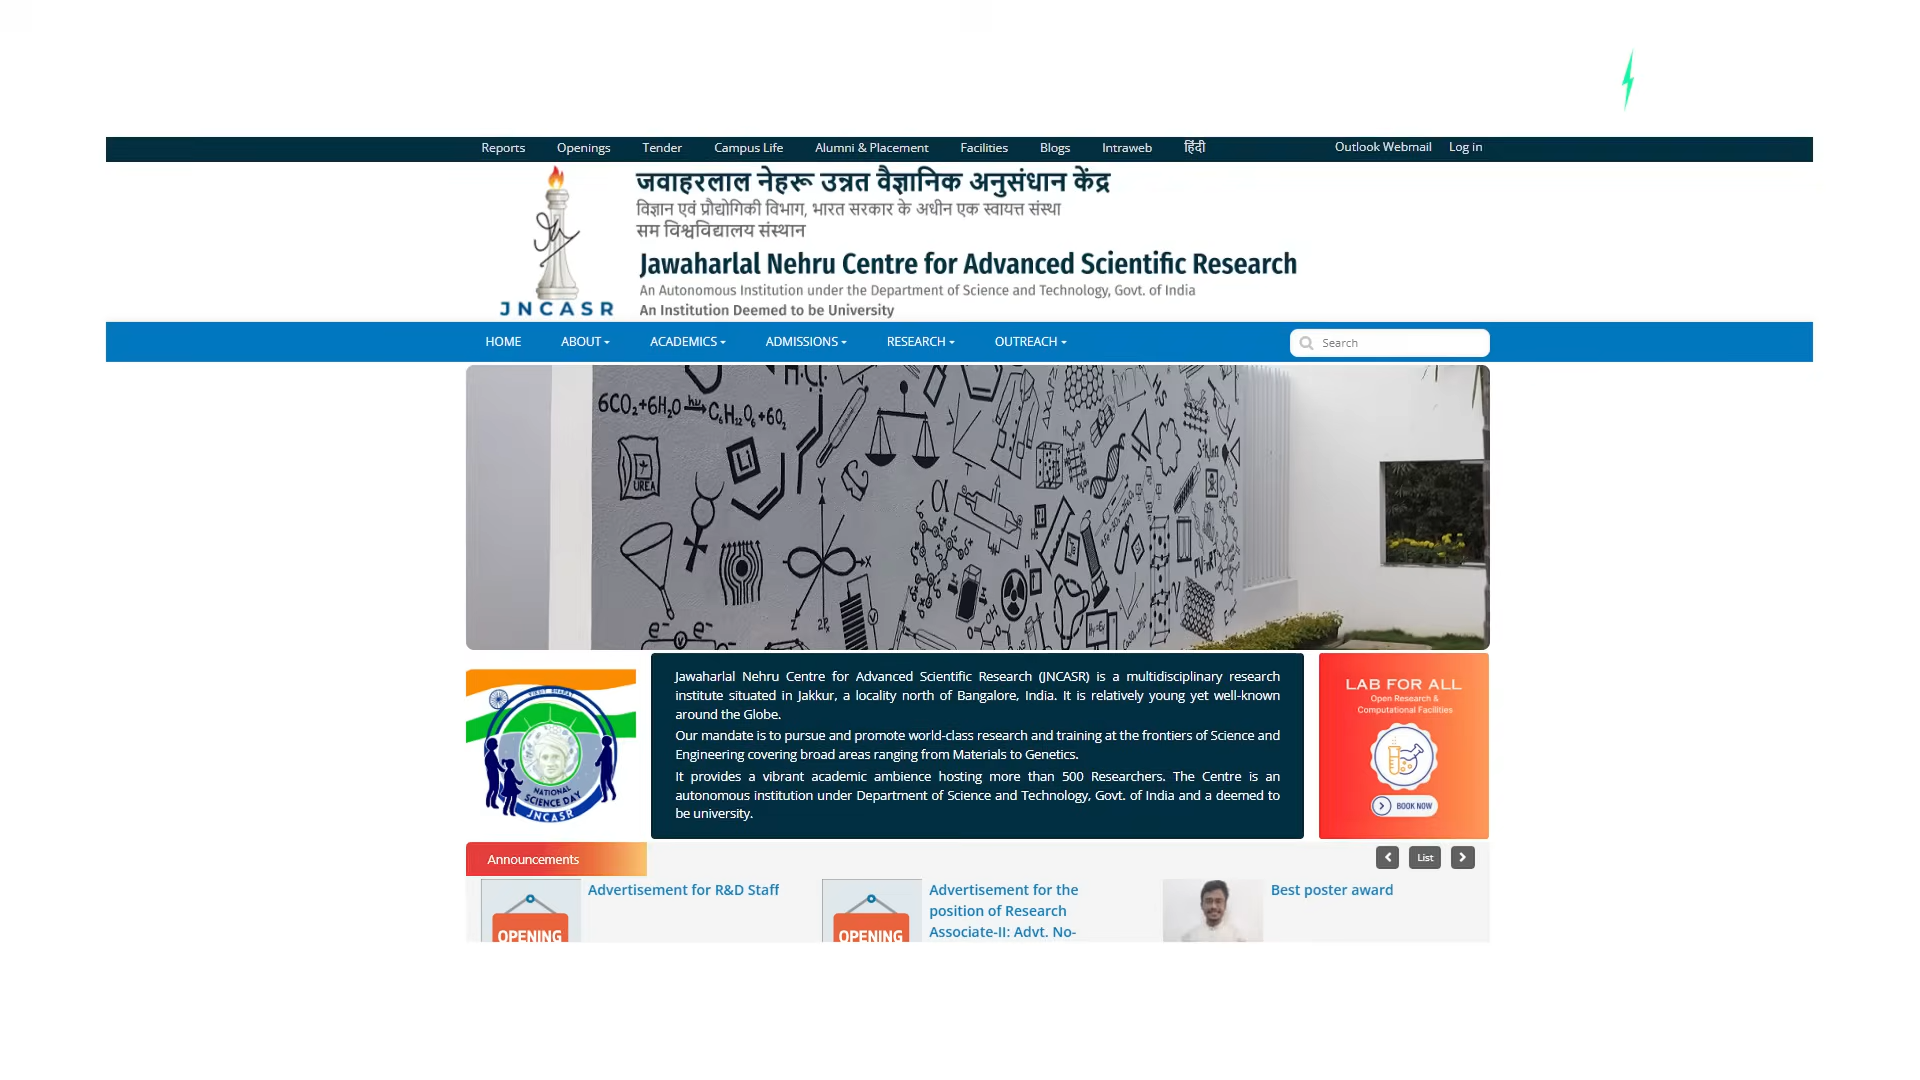 Reports Openings Tender Campus Life Alumni & Placement Facilities Blogs Intraweb हिंदी Outlook Webmail Log in
जवाहरलाल नेहरू उन्नत वैज्ञानिक अनुसंधान केंद्र
विज्ञान एवं प्रौद्योगिकी विभाग, भारत सरकार के अधीन एक स्वायत्त संस्था
सम विश्वविद्यालय संस्थान
Jawaharlal Nehru Centre for Advanced Scientific Research
An Autonomous Institution under the Department of Science and Technology, Govt. of India
An Institution Deemed to be University
JNCASR
HOME ABOUT ACADEMICS ADMISSIONS RESEARCH OUTREACH Search
6CO₂+6H₂O hν→C₆H₁₂O₆+6O₂
Li
UREA
Y
X
Z
α
NATIONAL
SCIENCE DAY
JNCASR
Jawaharlal Nehru Centre for Advanced Scientific Research (JNCASR) is a multidisciplinary research
institute situated in Jakkur, a locality north of Bangalore, India. It is relatively young yet well-known
around the Globe.
Our mandate is to pursue and promote world-class research and training at the frontiers of Science and
Engineering covering broad areas ranging from Materials to Genetics.
It provides a vibrant academic ambience hosting more than 500 Researchers. The Centre is an
autonomous institution under Department of Science and Technology, Govt. of India and a deemed to
be university.
LAB FOR ALL
Open Research &
Computational Facilities
BOOK NOW
Announcements
List
OPENING
Advertisement for R&D Staff
OPENING
Advertisement for the
position of Research
Associate-II: Advt. No-
Best poster award